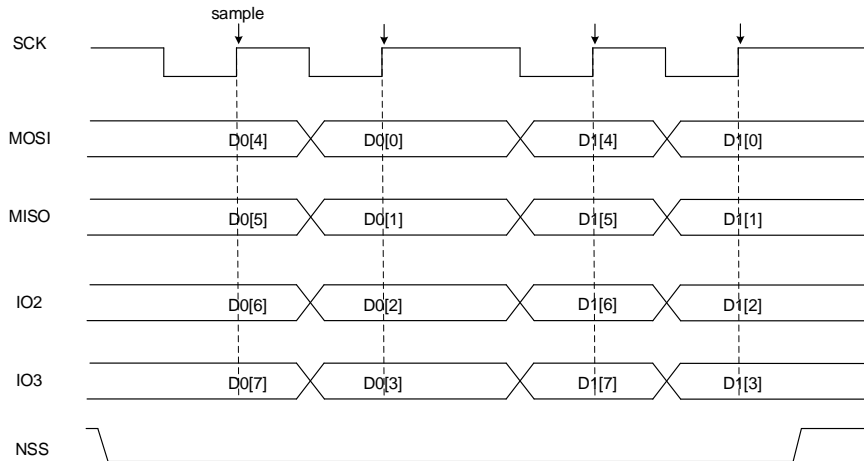 sample
SCK
MOSI D0[4] D0[0] D1[4] D1[0]
MISO D0[5] D0[1] D1[5] D1[1]
IO2 D0[6] D0[2] D1[6] D1[2]
IO3 D0[7] D0[3] D1[7] D1[3]
NSS